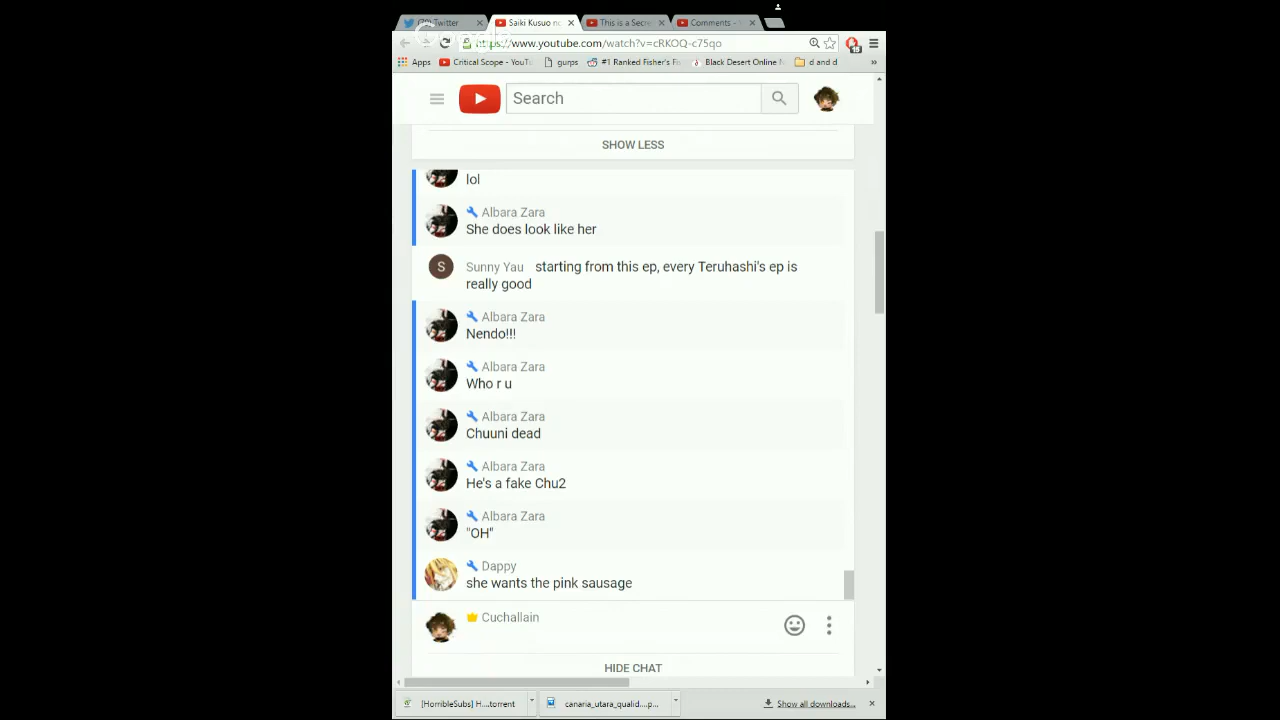 (20) Twitter
Saiki Kusuo no
This is a Secre
Comments -
Google
https://www.youtube.com/watch?v=cRKOQ-c75qo
15
Apps
Critical Scope - YouTu
gurps
#1 Ranked Fisher's Fo
Black Desert Online N
d and d
»
Search
SHOW LESS
lol
Albara Zara
She does look like her
S
Sunny Yau starting from this ep, every Teruhashi's ep is
really good
Albara Zara
Nendo!!!
Albara Zara
Who r u
Albara Zara
Chuuni dead
Albara Zara
He's a fake Chu2
Albara Zara
"OH"
Dappy
she wants the pink sausage
Cuchallain
HIDE CHAT
[HorribleSubs] H....torrent
canaria_utara_qualid....p...
Show all downloads...